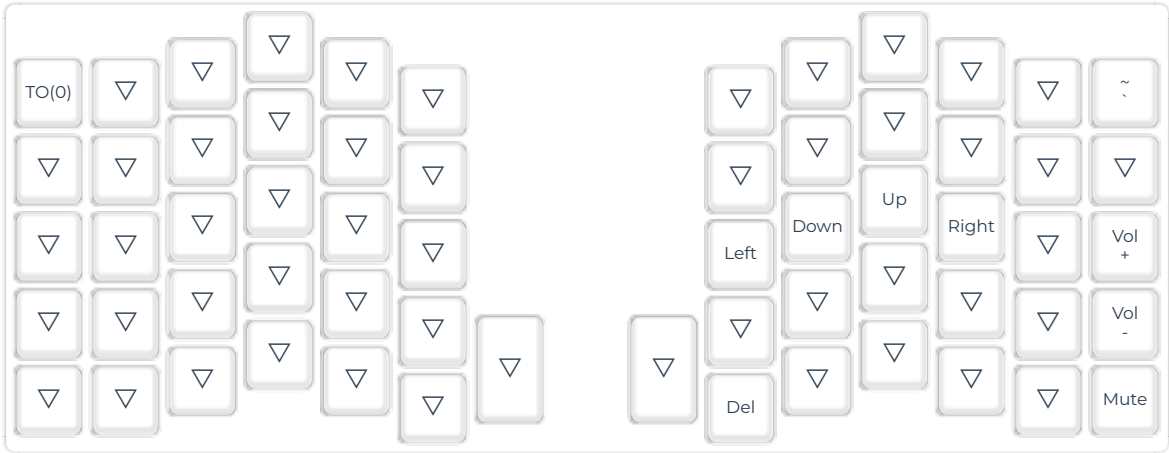 TO(0)
~
`
Up
Down
Right
Left
Vol
+
Vol
-
Del
Mute